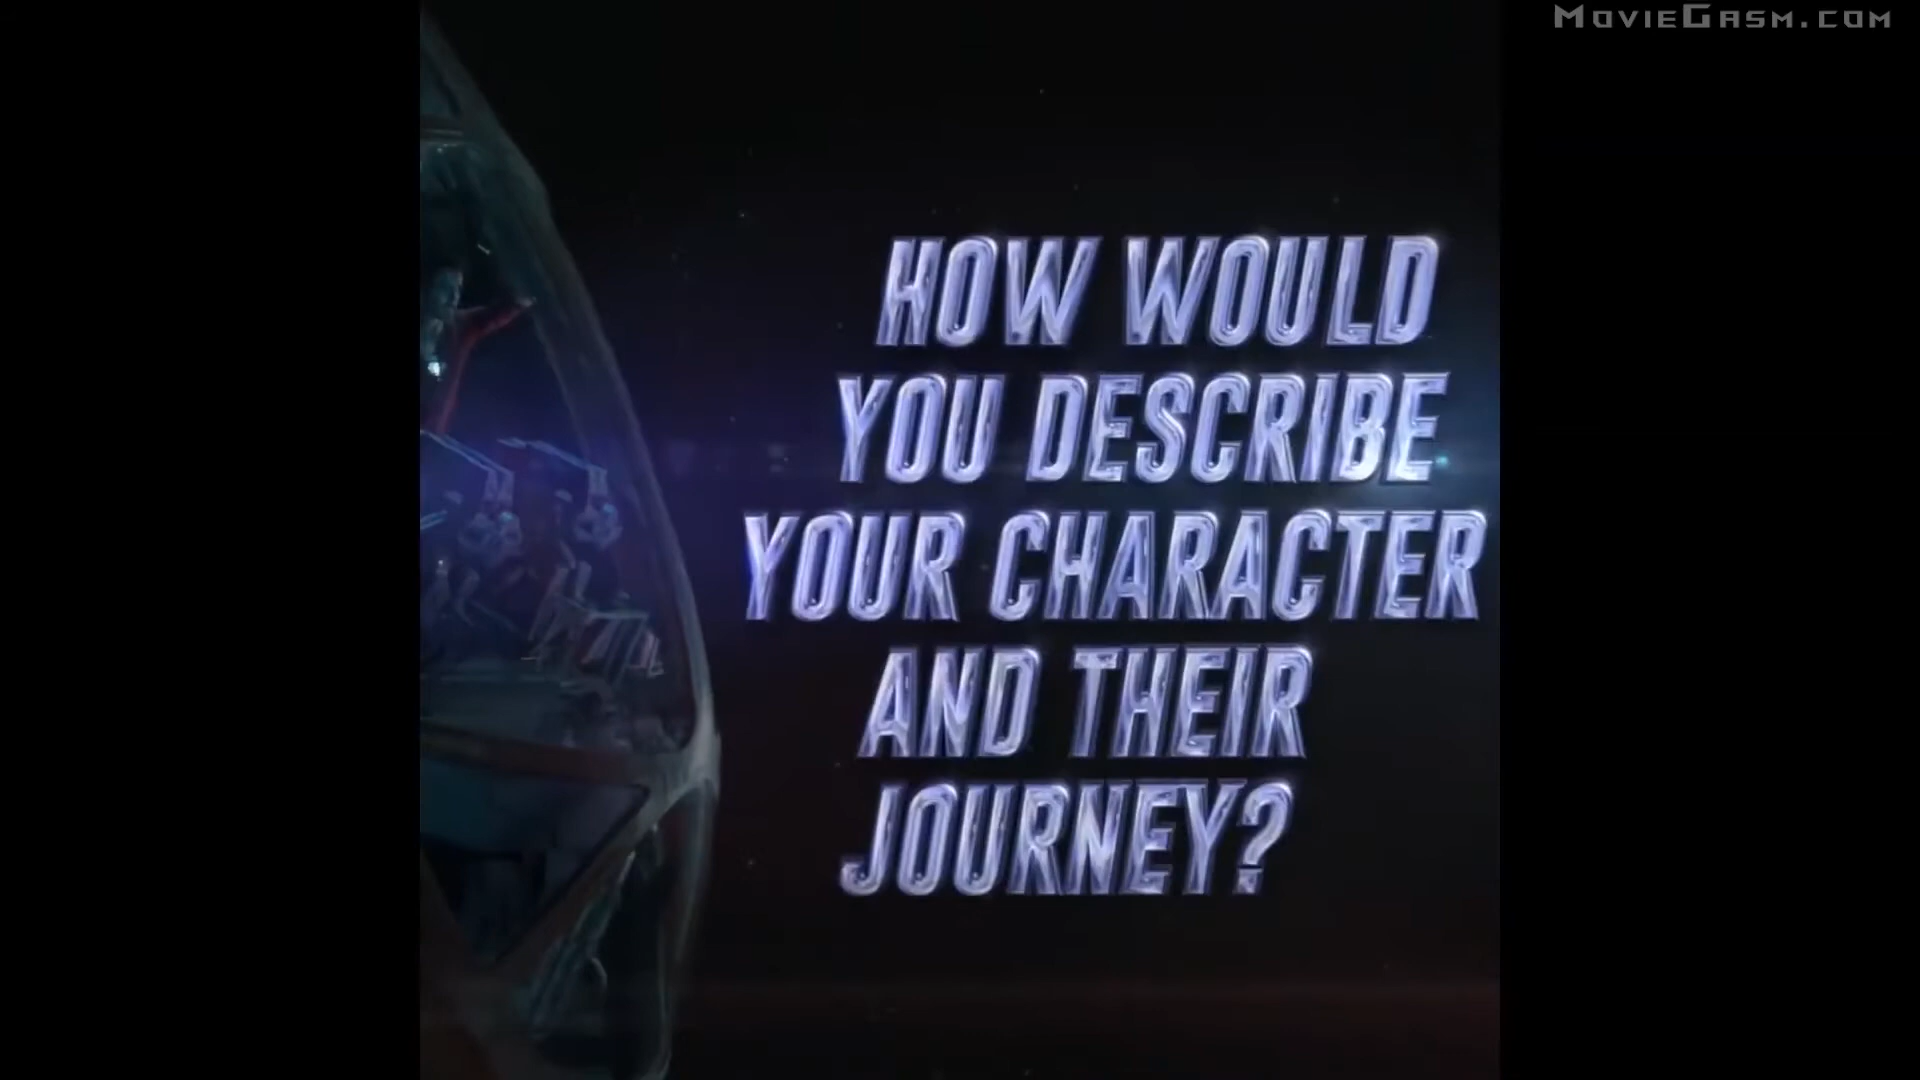 MovieGasm.com
HOW WOULD
YOU DESCRIBE
YOUR CHARACTER
AND THEIR
JOURNEY?